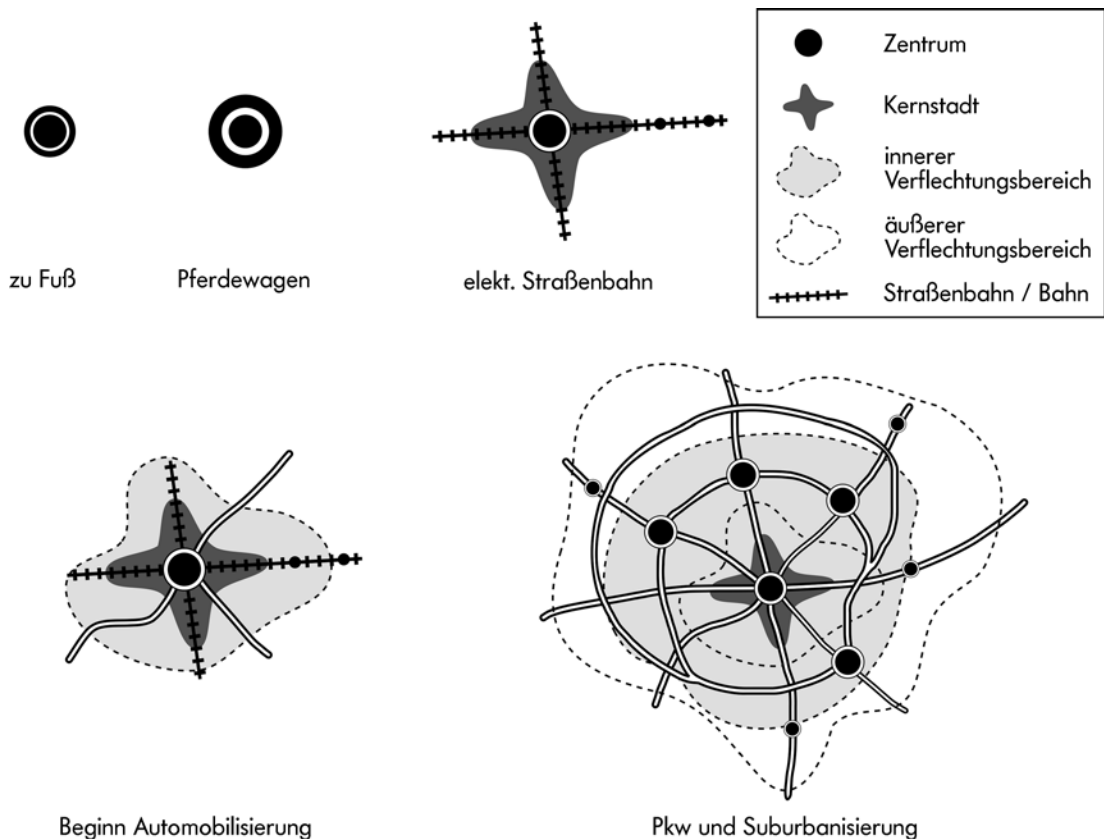 Zentrum
Kernstadt
innerer
Verflechtungsbereich
äußerer
Verflechtungsbereich
Straßenbahn / Bahn
zu Fuß
Pferdewagen
elekt. Straßenbahn
Beginn Automobilisierung
Pkw und Suburbanisierung